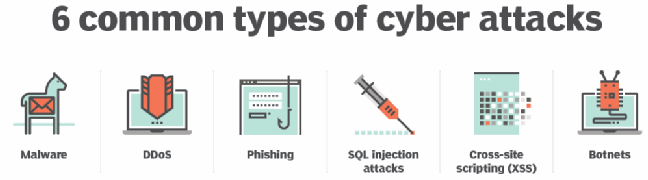 6 common types of cyber attacks
Malware
DDoS
Phishing
SQL injection
attacks
Cross-site
scripting (XSS)
Botnets